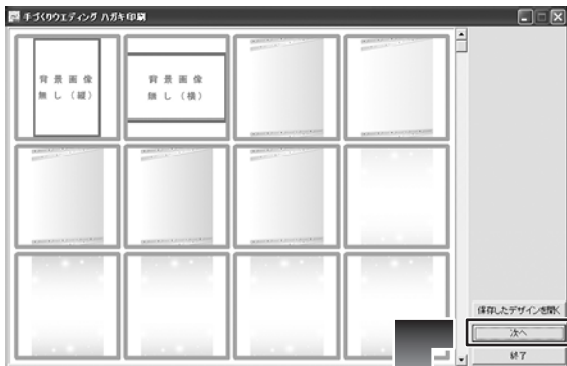 手づくりウエディング ハガキ印刷
背景画像
無し（縦）
背景画像
無し（横）
保存したデザインを開く
次へ
終了